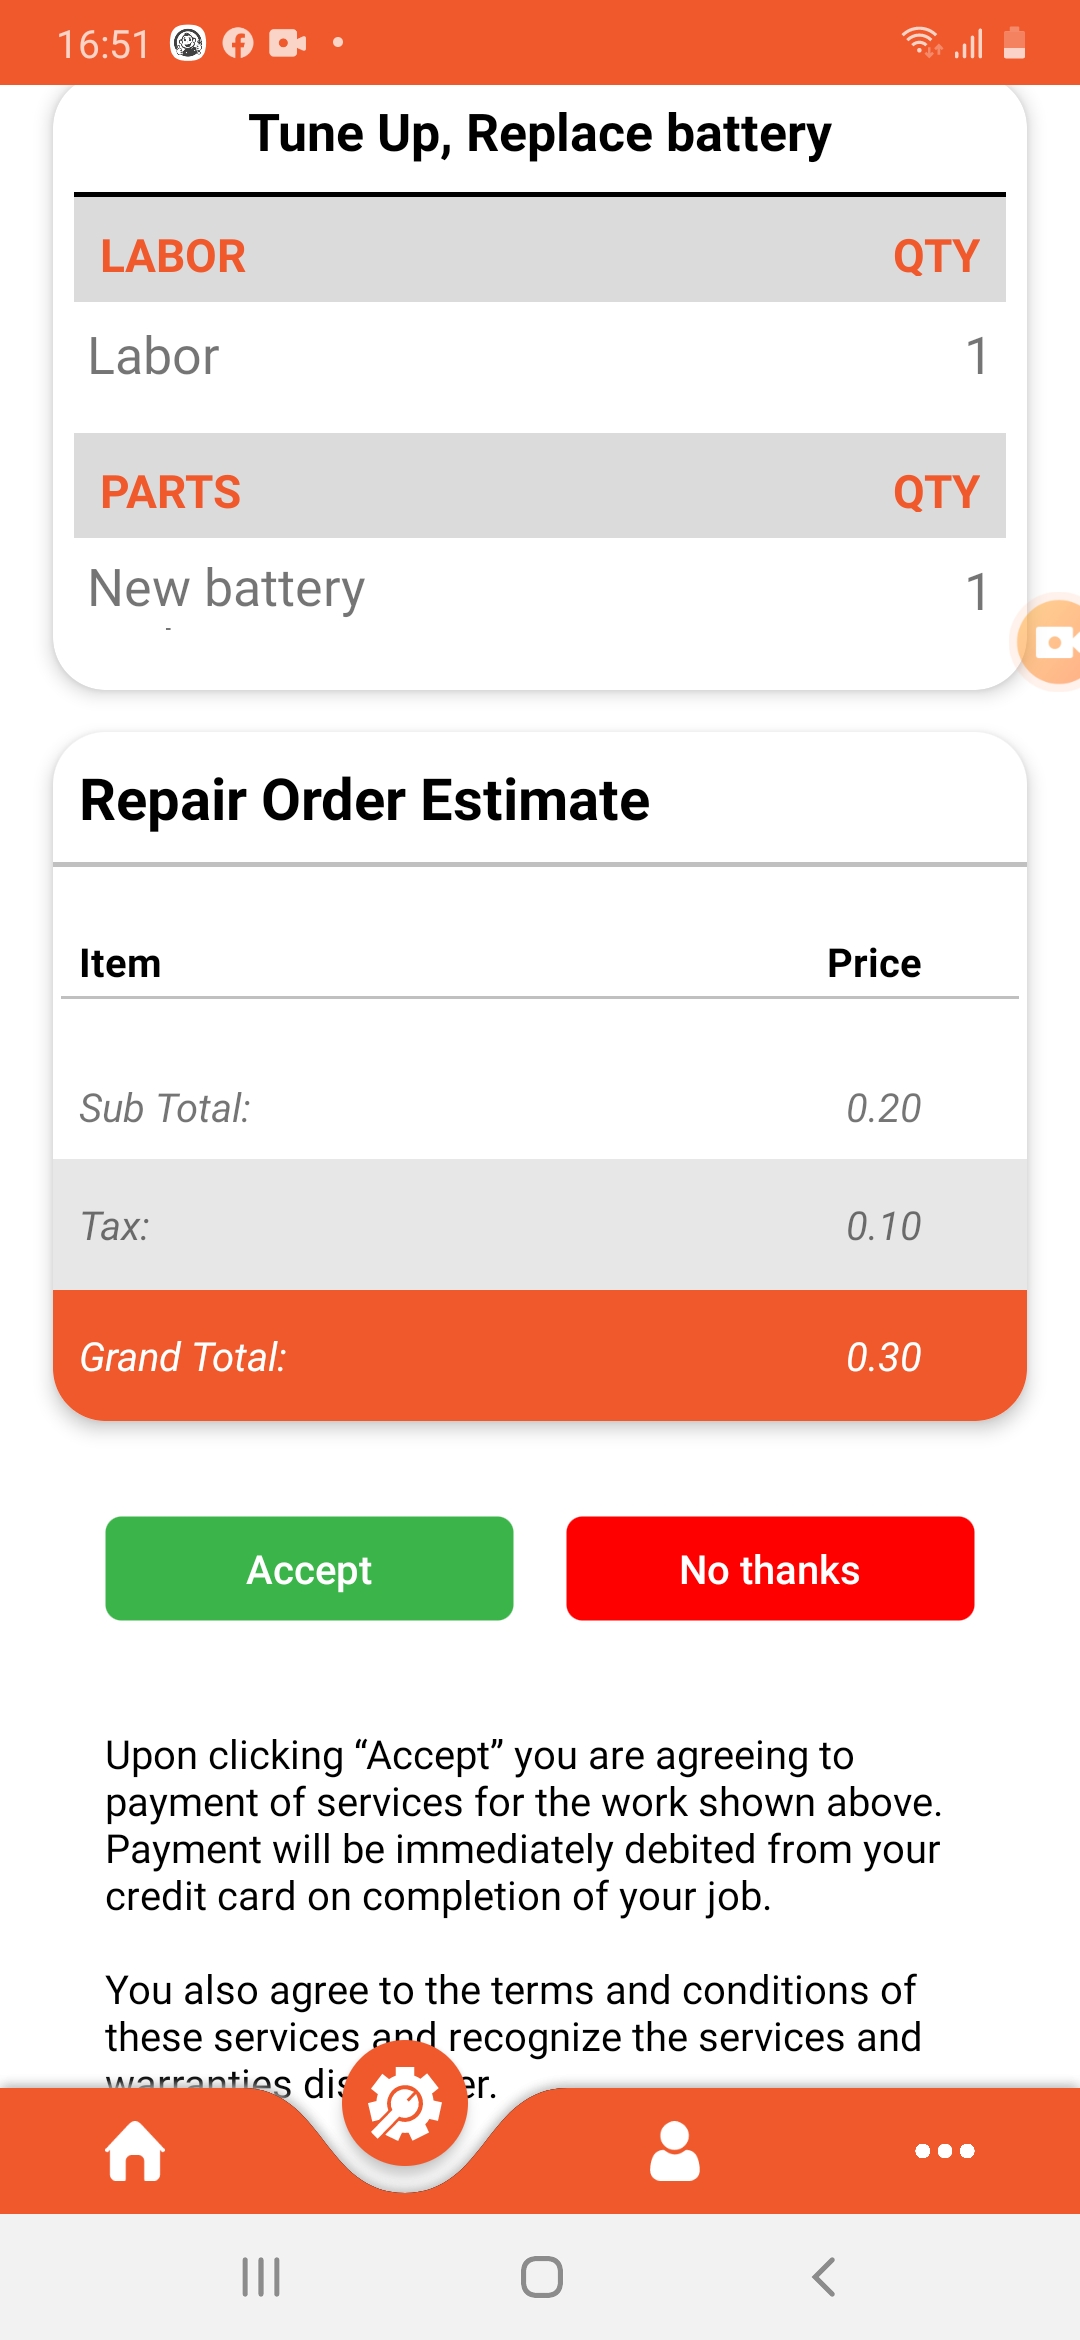 16:51
Tune Up, Replace battery
LABOR QTY
Labor 1
PARTS QTY
New battery 1
Repair Order Estimate
Item Price
Sub Total: 0.20
Tax: 0.10
Grand Total: 0.30
Accept No thanks
Upon clicking “Accept” you are agreeing to
payment of services for the work shown above.
Payment will be immediately debited from your
credit card on completion of your job.
You also agree to the terms and conditions of
these services and recognize the services and
warranties